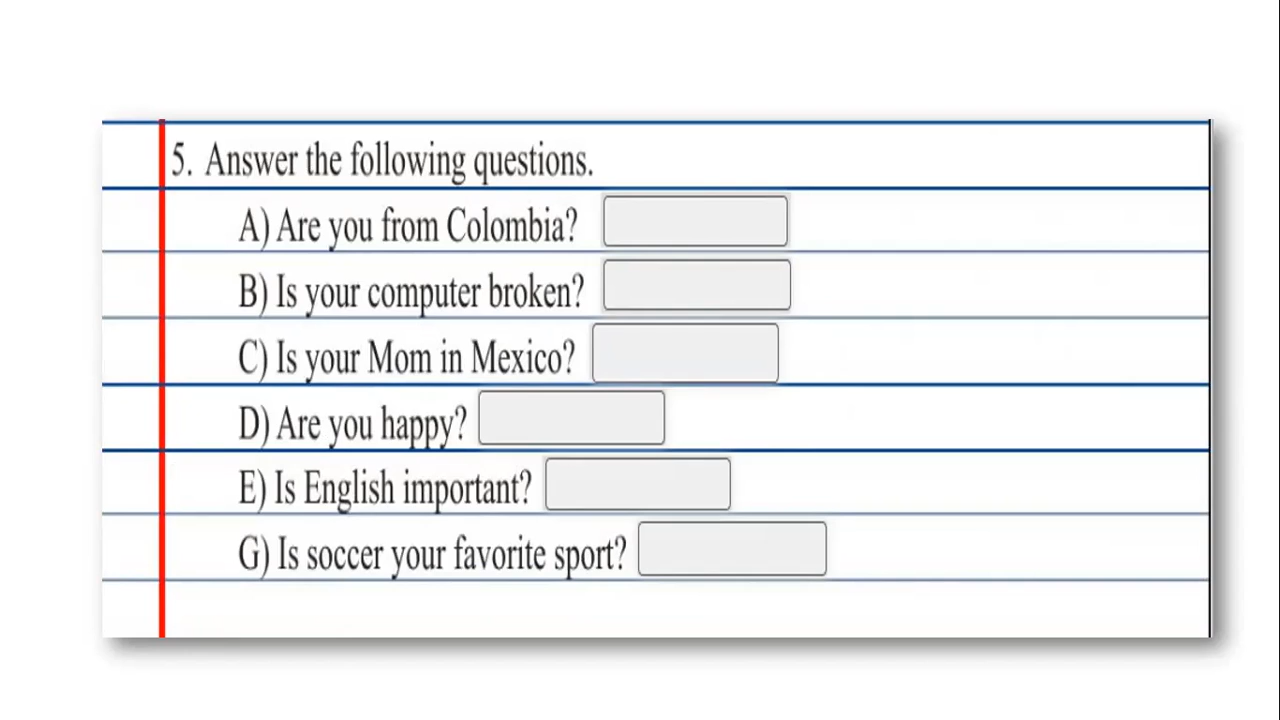 5. Answer the following questions.
A) Are you from Colombia?
B) Is your computer broken?
C) Is your Mom in Mexico?
D) Are you happy?
E) Is English important?
G) Is soccer your favorite sport?